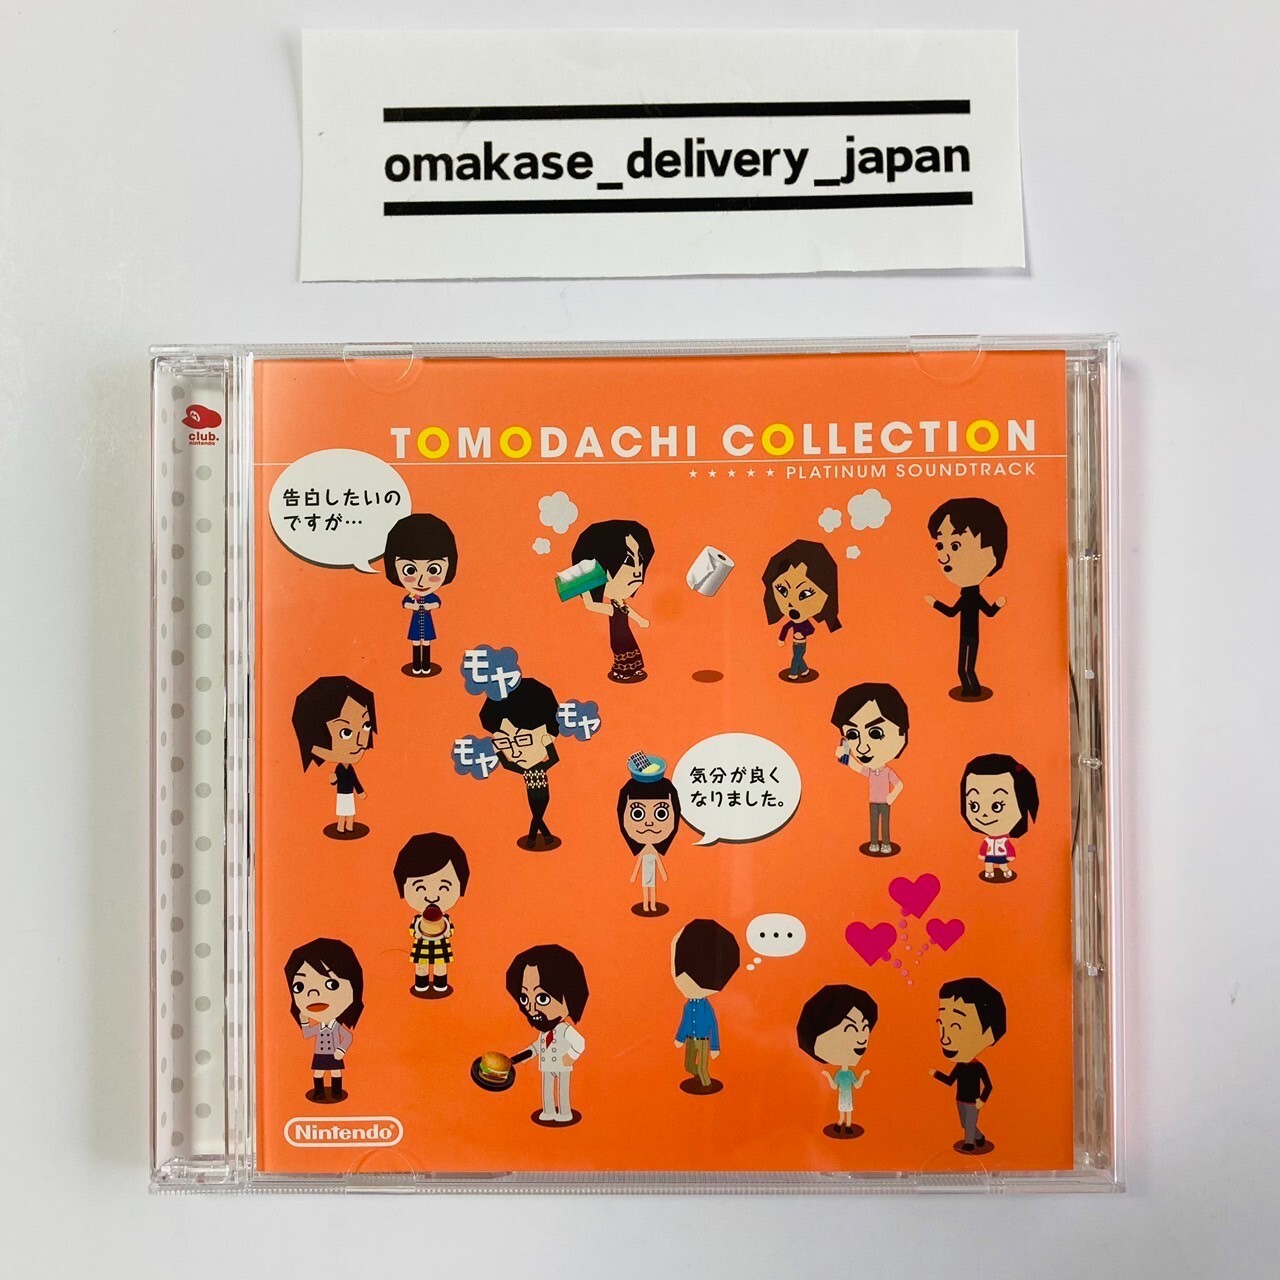 omakase_delivery_japan
club.
nintendo
TOMODACHI COLLECTION
★ ★ ★ ★ ★ PLATINUM SOUNDTRACK
告白したいの
ですが…
モヤ
モヤ
モヤ
気分が良く
なりました。
...
Nintendo®